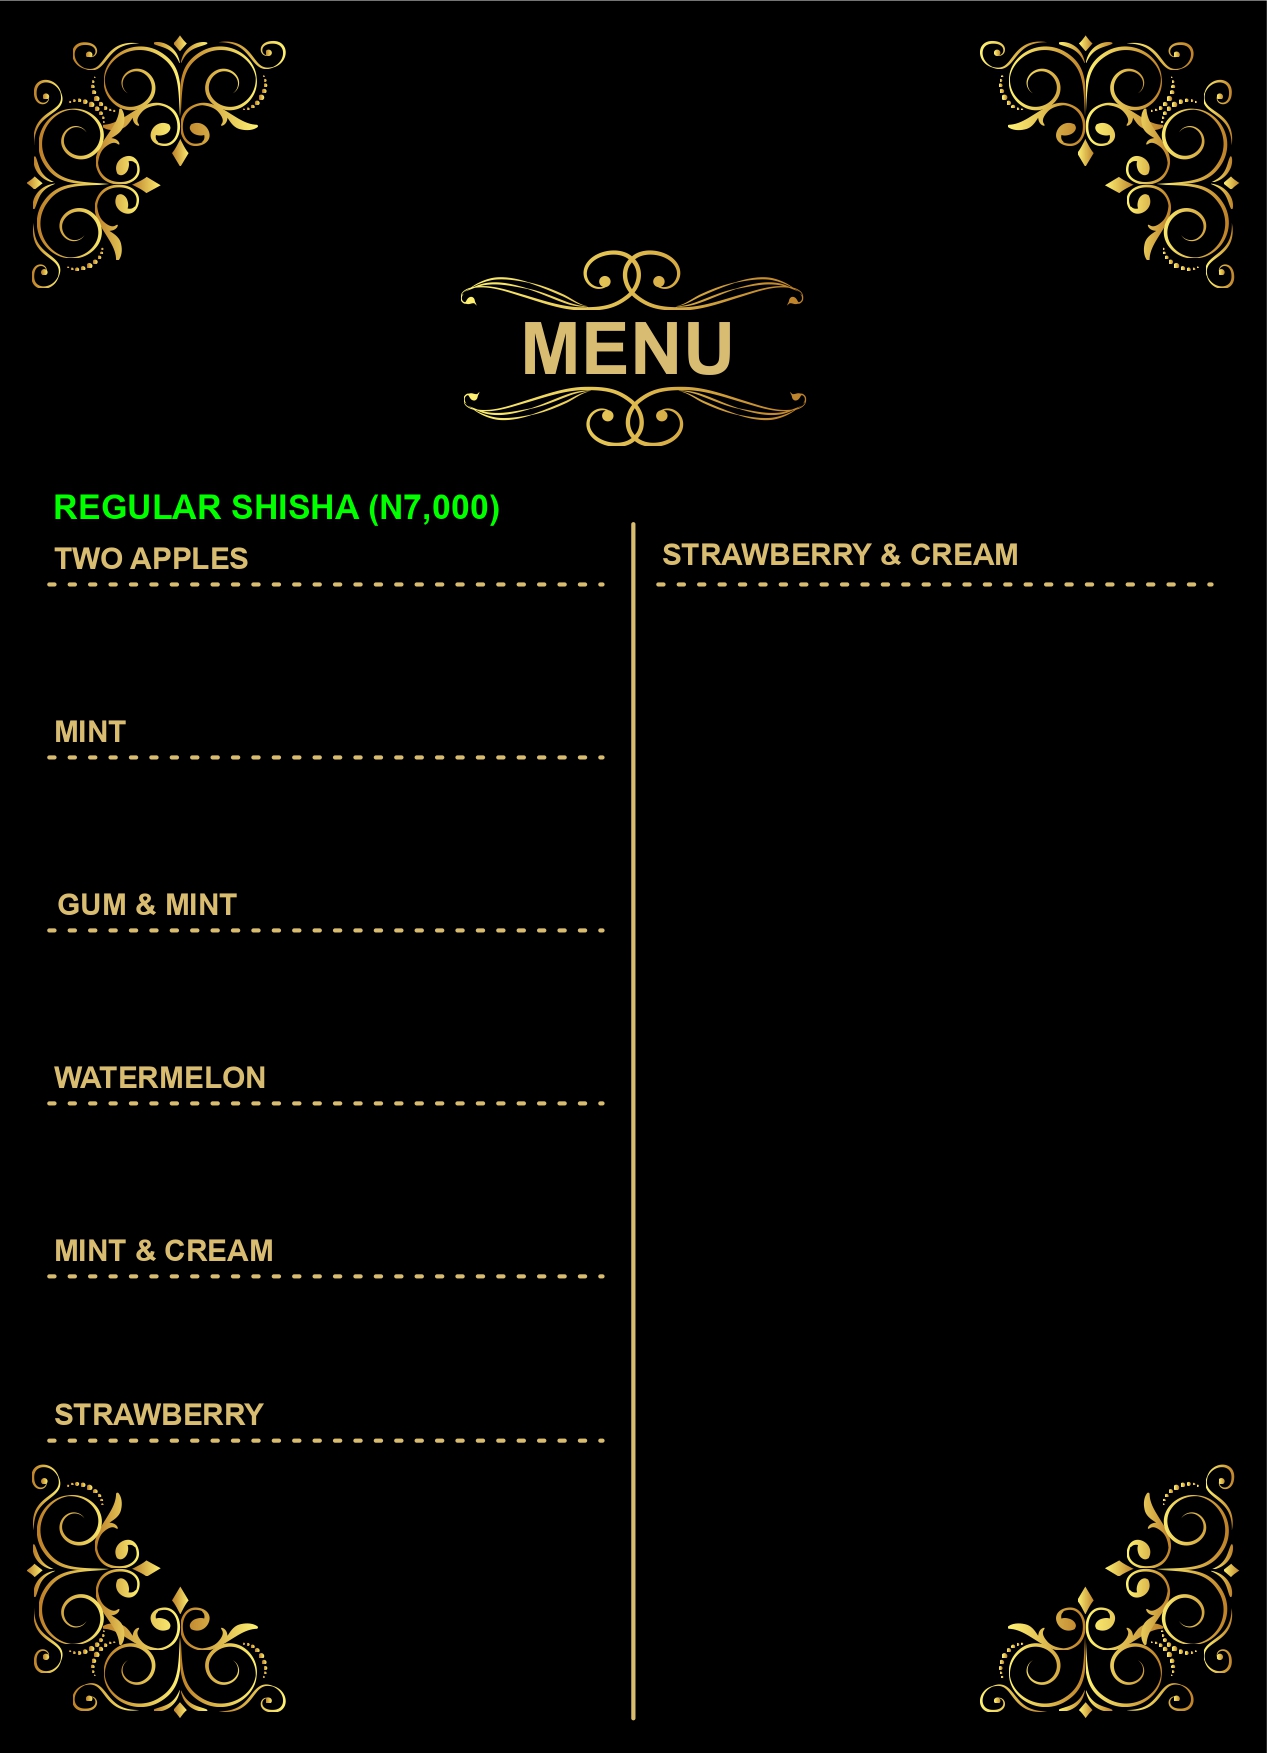 MENU
REGULAR SHISHA (N7,000)
TWO APPLES
MINT
GUM & MINT
WATERMELON
MINT & CREAM
STRAWBERRY
STRAWBERRY & CREAM